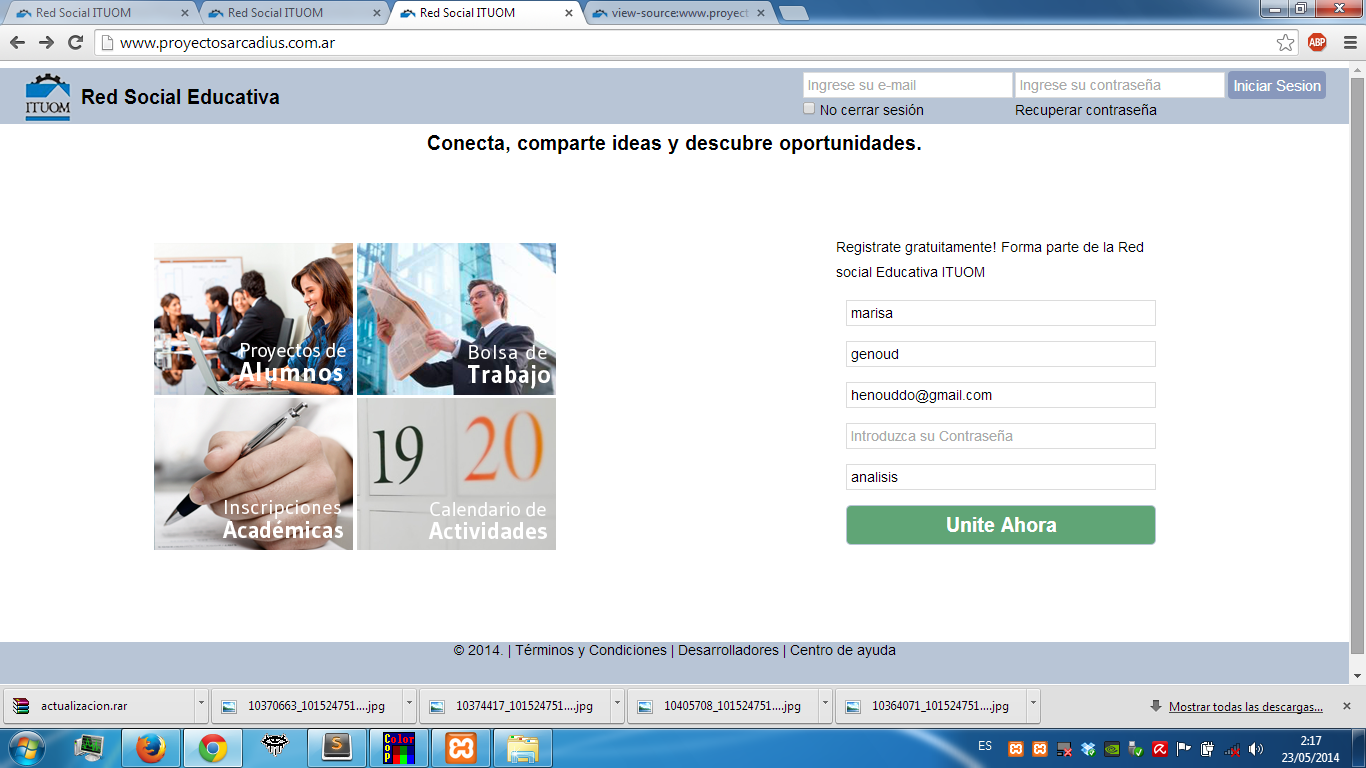 Red Social ITUOM
Red Social ITUOM
Red Social ITUOM
view-source:www.proyect
www.proyectosarcadius.com.ar
ABP
ITUOM
Red Social Educativa
Ingrese su e-mail
Ingrese su contraseña
Iniciar Sesion
No cerrar sesión
Recuperar contraseña
Conecta, comparte ideas y descubre oportunidades.
Proyectos de
Alumnos
Bolsa de
Trabajo
Inscripciones
Académicas
19
20
Calendario de
Actividades
Registrate gratuitamente! Forma parte de la Red
social Educativa ITUOM
marisa
genoud
henouddo@gmail.com
Introduzca su Contraseña
analisis
Unite Ahora
© 2014. | Términos y Condiciones | Desarrolladores | Centro de ayuda
actualizacion.rar
10370663_101524751....jpg
10374417_101524751....jpg
10405708_101524751....jpg
10364071_101524751....jpg
Mostrar todas las descargas...
S
Color
COP
ES
2:17
23/05/2014